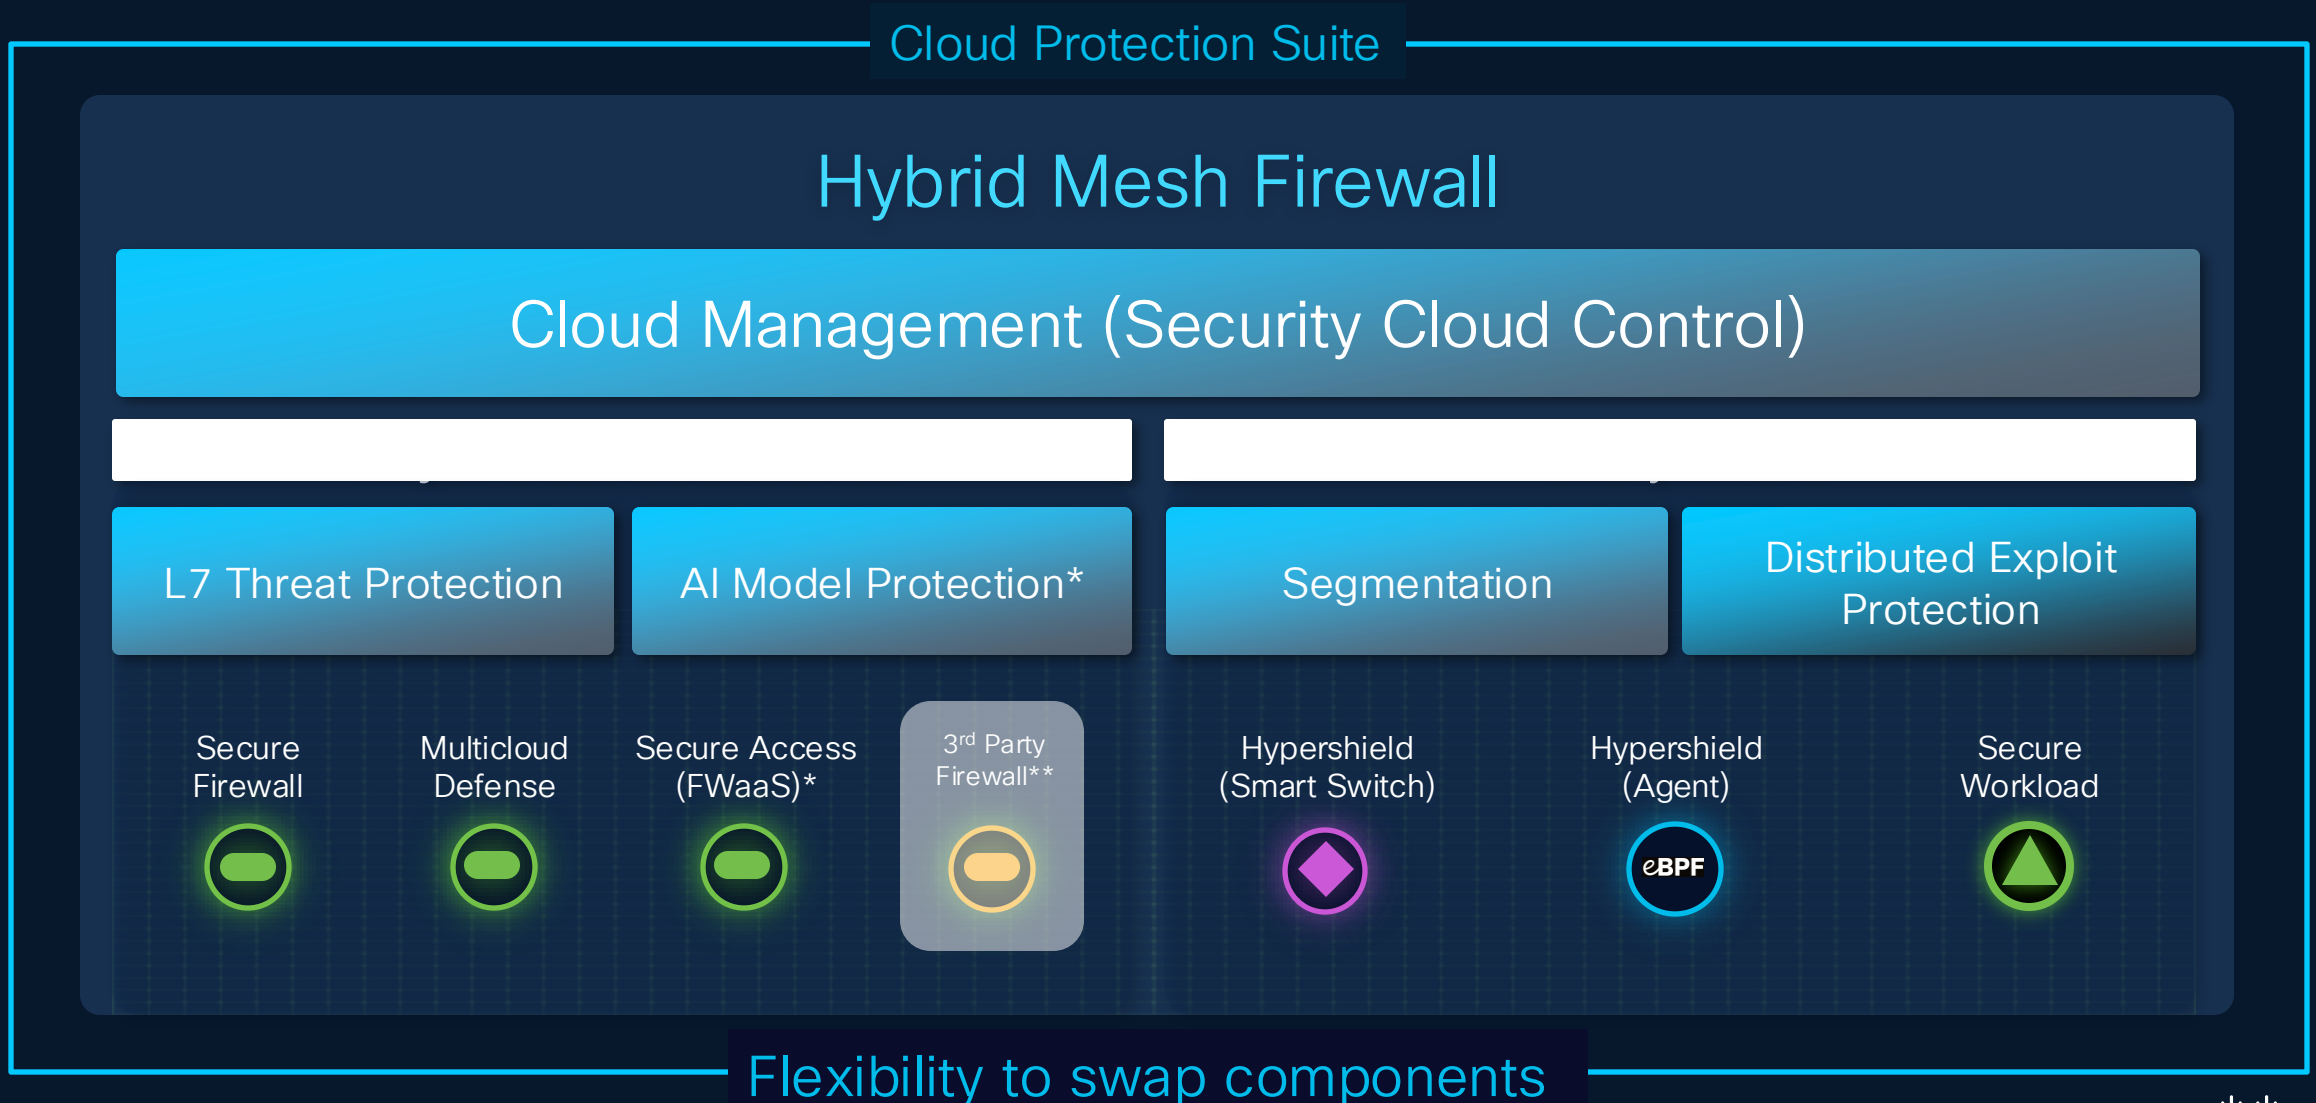 Cloud Protection Suite
Hybrid Mesh Firewall
Cloud Management (Security Cloud Control)
L7 Threat Protection
AI Model Protection*
Segmentation
Distributed Exploit
Protection
Secure
Firewall
Multicloud
Defense
Secure Access
(FWaaS)*
3rd Party
Firewall**
Hypershield
(Smart Switch)
Hypershield
(Agent)
eBPF
Secure
Workload
Flexibility to swap components